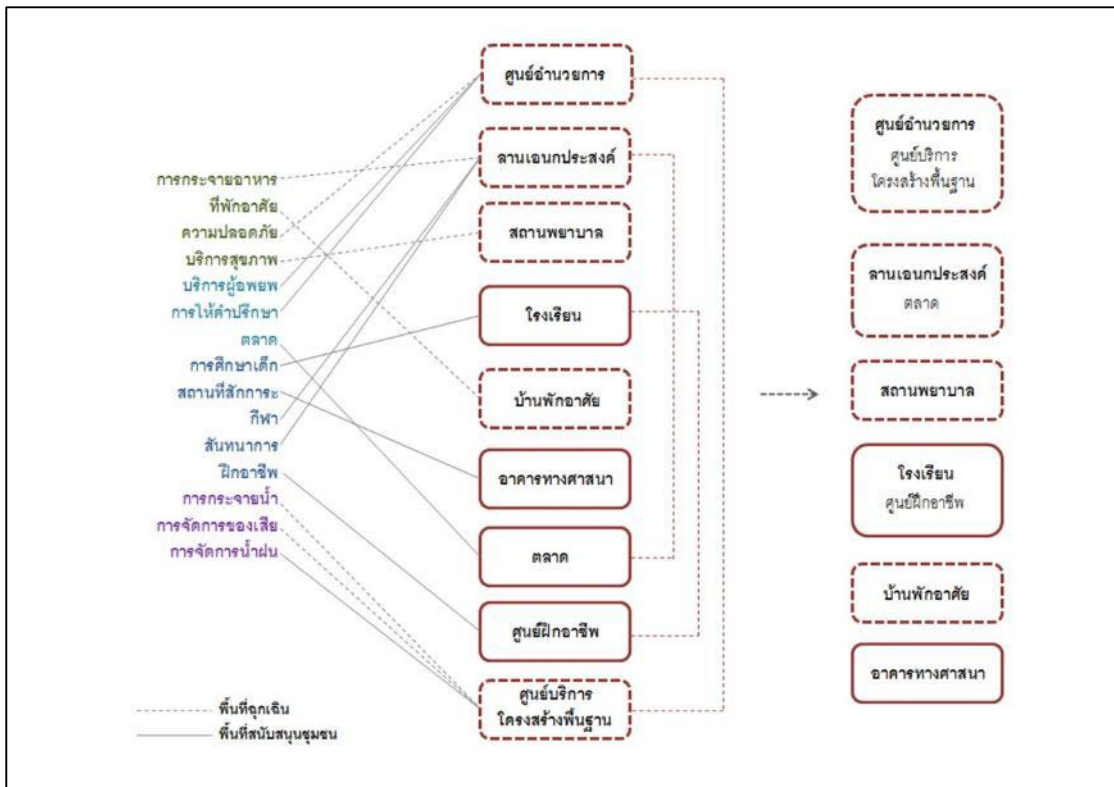 การกระจายอาหาร
ที่พักอาศัย
ความปลอดภัย
บริการสุขภาพ
บริการผู้อพยพ
การให้คำปรึกษา
ตลาด
การศึกษาเด็ก
สถานที่สักการะ
กีฬา
สันทนาการ
ฝึกอาชีพ
การกระจายน้ำ
การจัดการของเสีย
การจัดการน้ำฝน
พื้นที่ฉุกเฉิน
พื้นที่สนับสนุนชุมชน
ศูนย์อำนวยการ
ลานเอนกประสงค์
สถานพยาบาล
โรงเรียน
บ้านพักอาศัย
อาคารทางศาสนา
ตลาด
ศูนย์ฝึกอาชีพ
ศูนย์บริการ
โครงสร้างพื้นฐาน
ศูนย์อำนวยการ
ศูนย์บริการ
โครงสร้างพื้นฐาน
ลานเอนกประสงค์
ตลาด
สถานพยาบาล
โรงเรียน
ศูนย์ฝึกอาชีพ
บ้านพักอาศัย
อาคารทางศาสนา